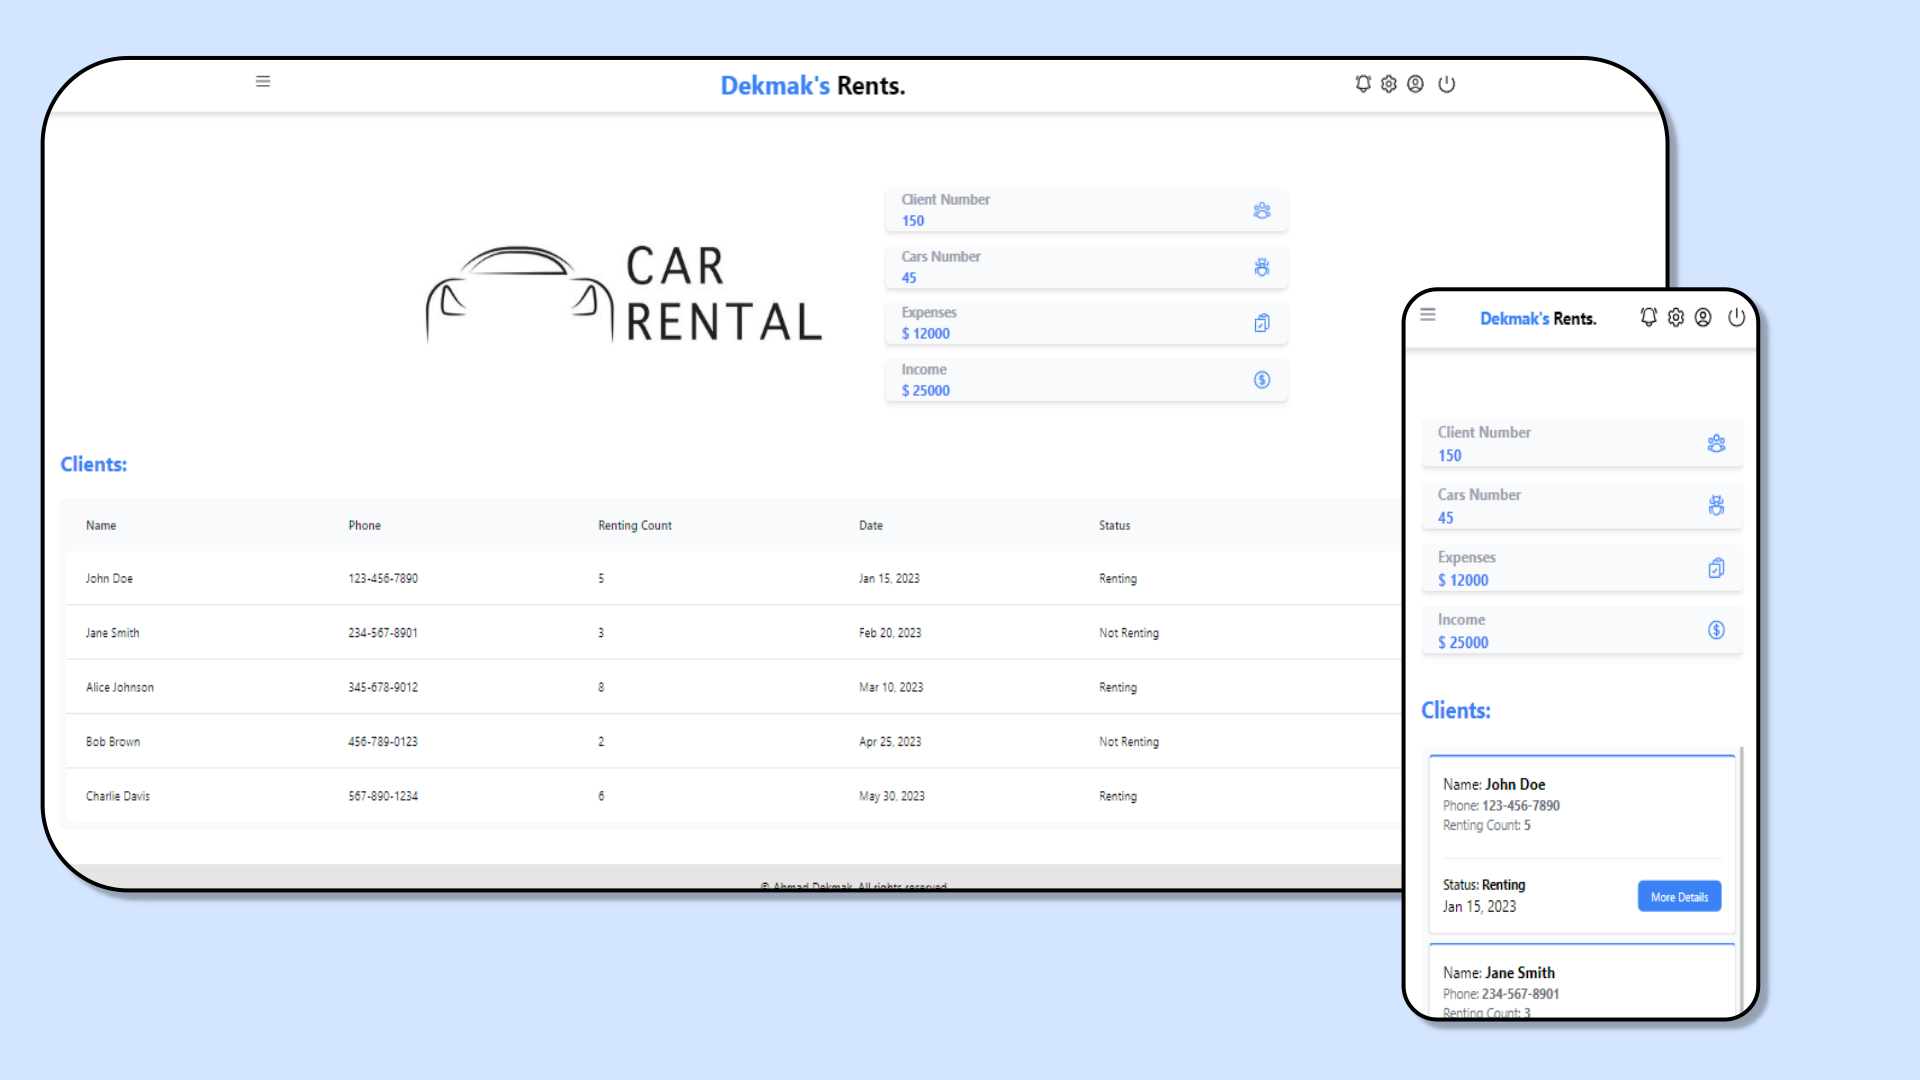 Dekmak's Rents.
CAR
RENTAL
Client Number
150
Cars Number
45
Expenses
$ 12000
Income
$ 25000
Clients:
Name Phone Renting Count Date Status
John Doe 123-456-7890 5 Jan 15, 2023 Renting
Jane Smith 234-567-8901 3 Feb 20, 2023 Not Renting
Alice Johnson 345-678-9012 8 Mar 10, 2023 Renting
Bob Brown 456-789-0123 2 Apr 25, 2023 Not Renting
Charlie Davis 567-890-1234 6 May 30, 2023 Renting
© Ahmad Dekmak. All rights reserved
Dekmak's Rents.
Client Number
150
Cars Number
45
Expenses
$ 12000
Income
$ 25000
Clients:
Name: John Doe
Phone: 123-456-7890
Renting Count: 5
Status: Renting
Jan 15, 2023
More Details
Name: Jane Smith
Phone: 234-567-8901
Renting Count: 3